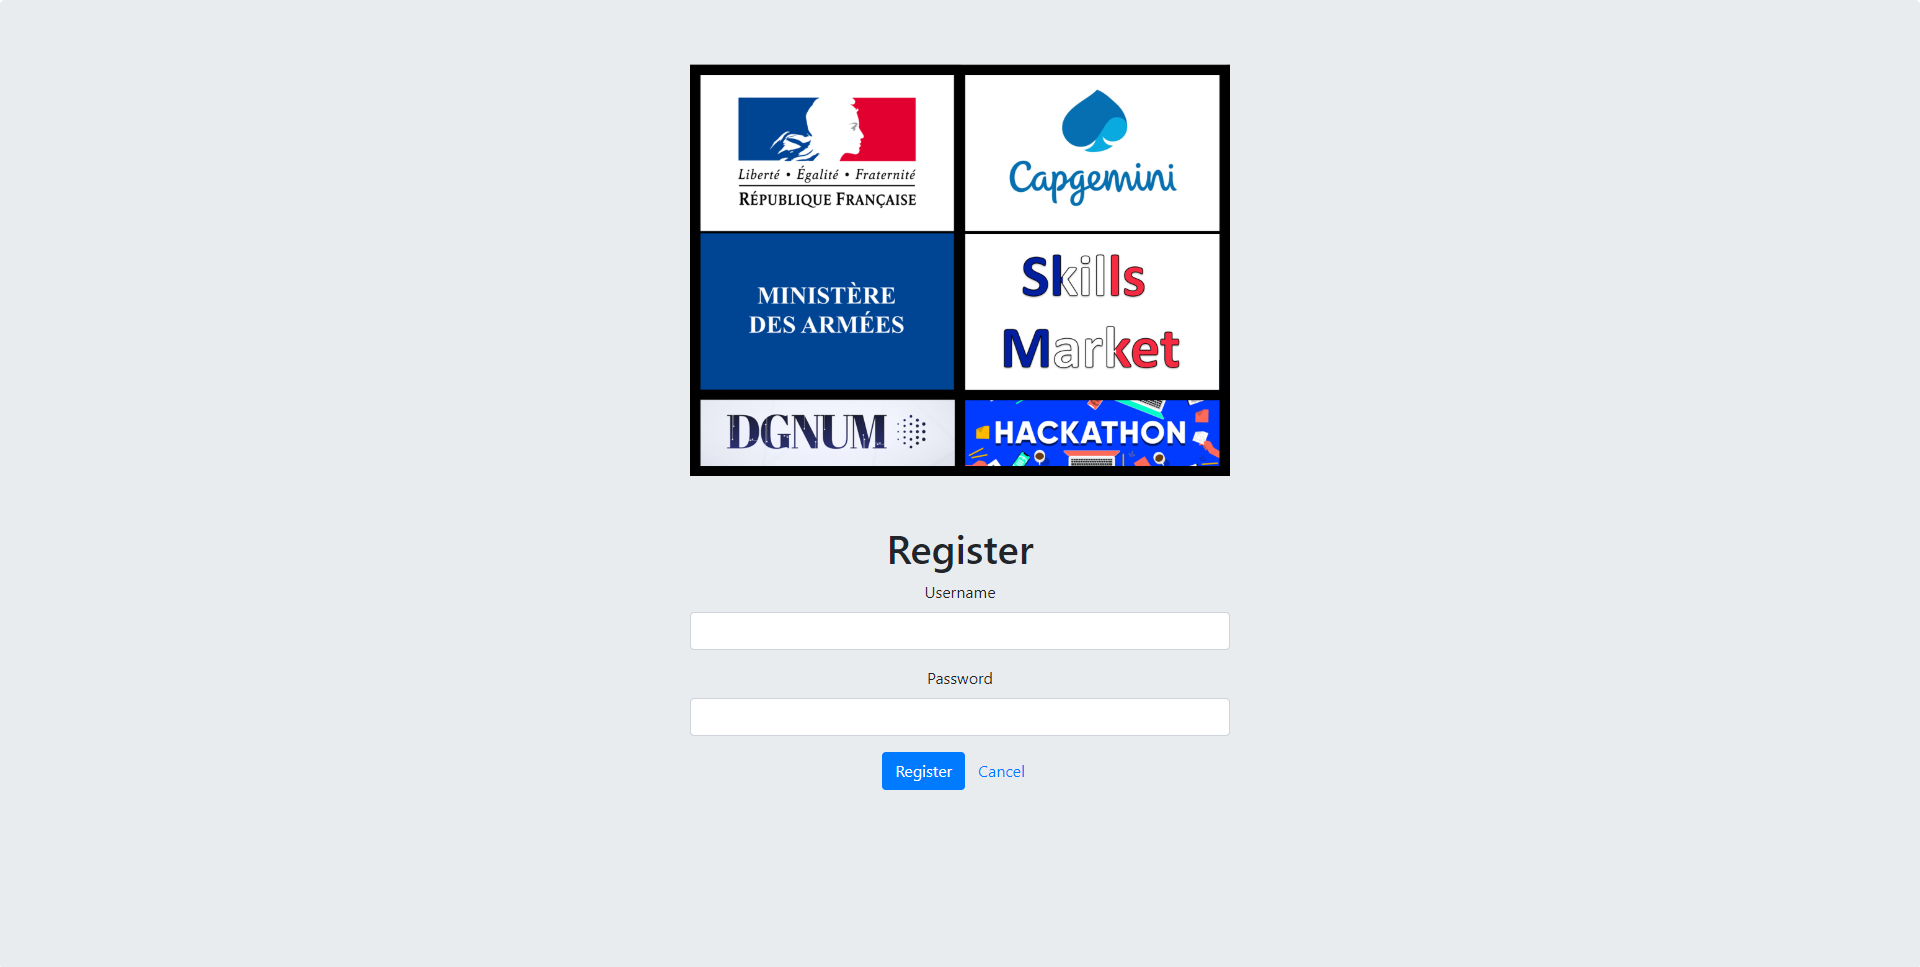 Liberté • Égalité • Fraternité
RÉPUBLIQUE FRANÇAISE
Capgemini
MINISTÈRE
DES ARMÉES
Skills
Market
DGNUM
HACKATHON
Register
Username
Password
Register
Cancel